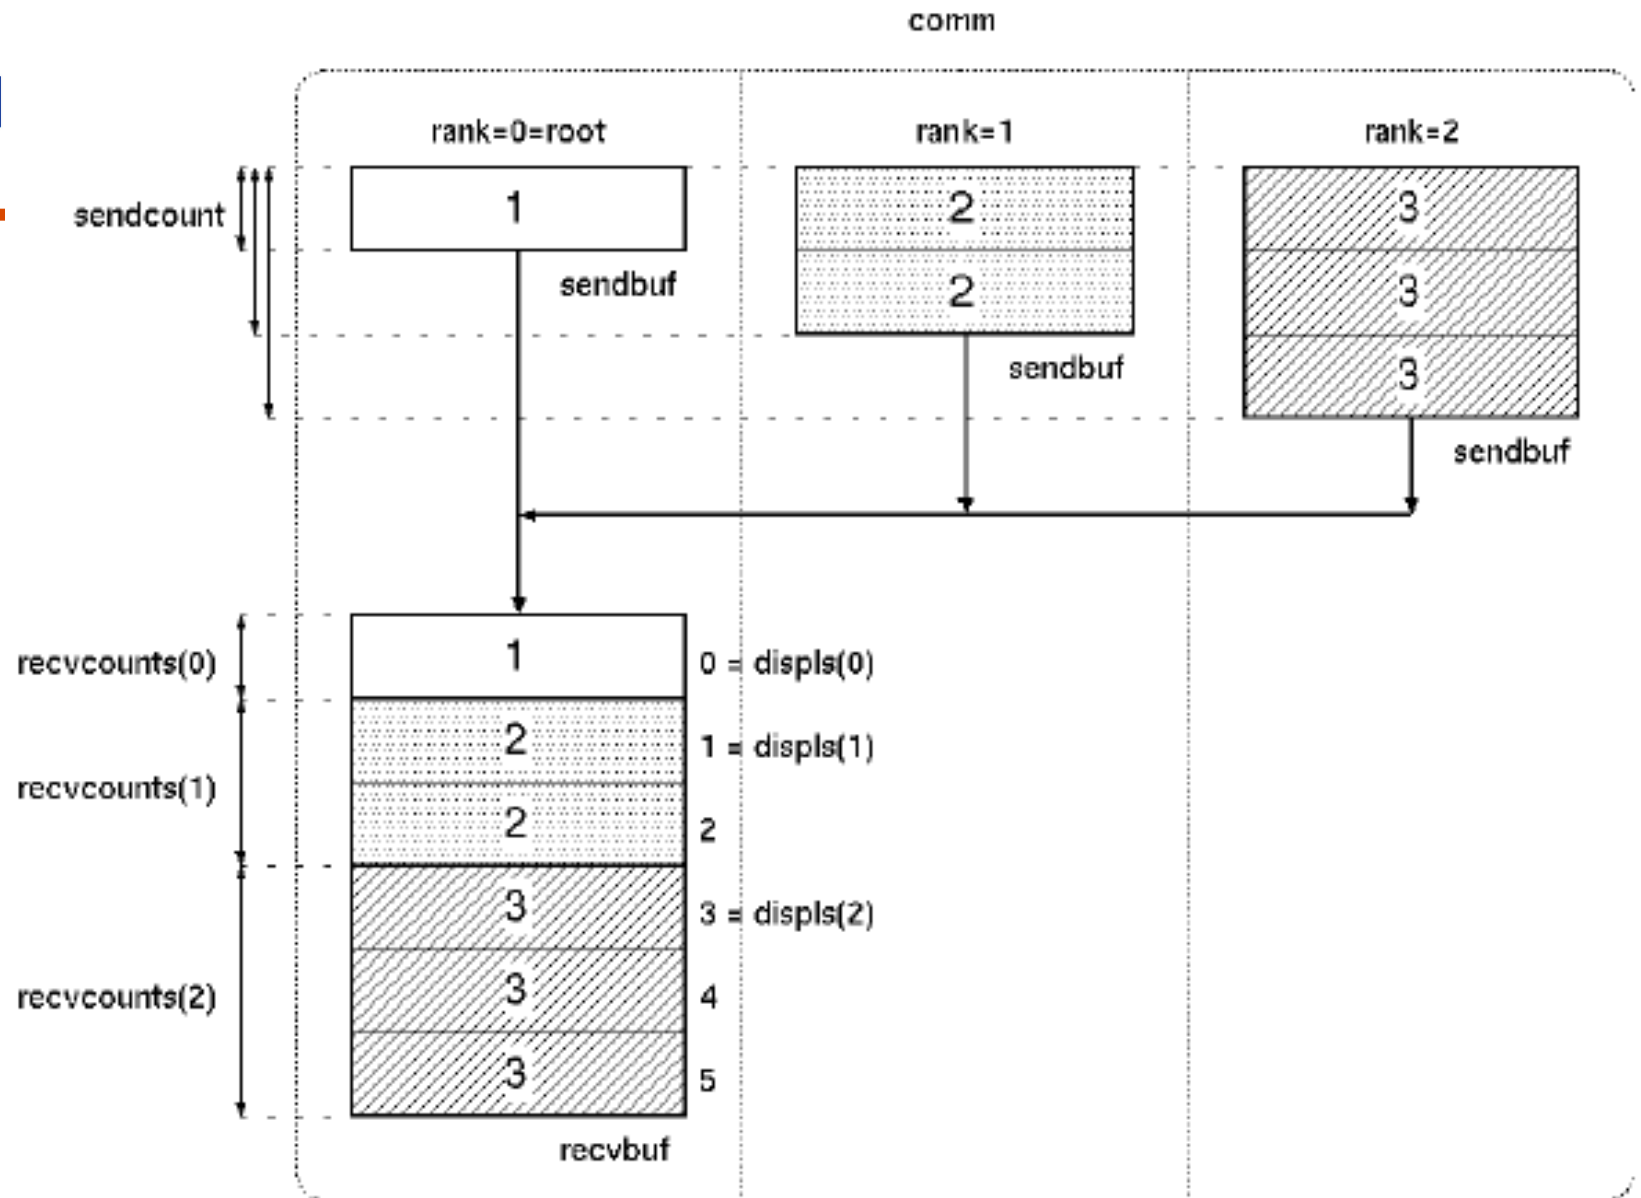 comm
rank=0=root
rank=1
rank=2
sendcount
1
2
3
sendbuf
2
3
sendbuf
3
sendbuf
recvcounts(0)
1
0 = displs(0)
2
1 = displs(1)
recvcounts(1)
2
2
3
3 = displs(2)
recvcounts(2)
3
4
3
5
recvbuf